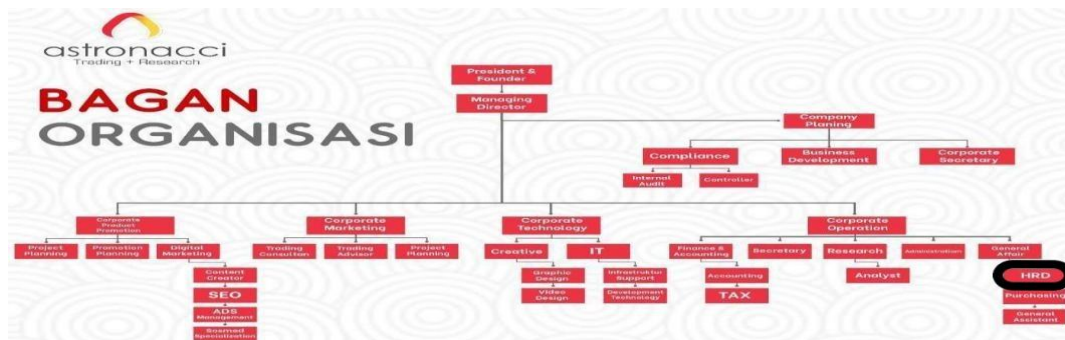 astronacci
Trading + Research
BAGAN
ORGANISASI
President &
Founder
Managing
Director
Company
Planing
Compliance
Business
Development
Corporate
Secretary
Internal
Audit
Controller
Corporate
Product
Promotion
Corporate
Marketing
Corporate
Technology
Corporate
Operation
Project
Planning
Promotion
Planning
Digital
Marketing
Trading
Consultan
Trading
Advisor
Project
Planning
Creative
IT
Finance &
Accounting
Secretary
Research
Administration
General
Affair
Content
Creator
SEO
ADS
Management
Sosmed
Specialization
Graphic
Design
Video
Design
Infrastruktur
Support
Development
Technology
Accounting
TAX
Analyst
HRD
Purchasing
General
Assistant